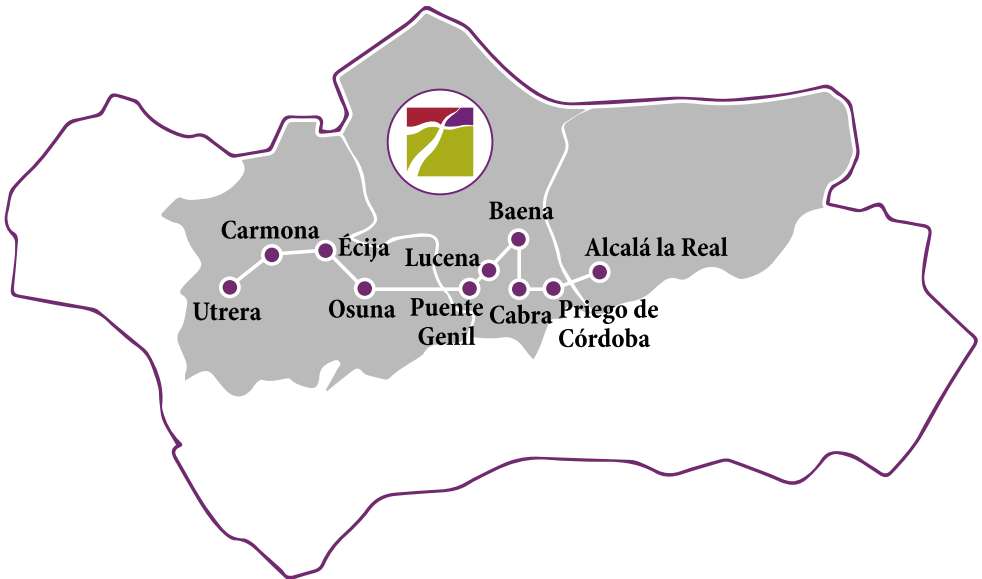 Baena
Carmona
Écija
Alcalá la Real
Lucena
Utrera
Osuna
Puente
Genil
Cabra
Priego de
Córdoba